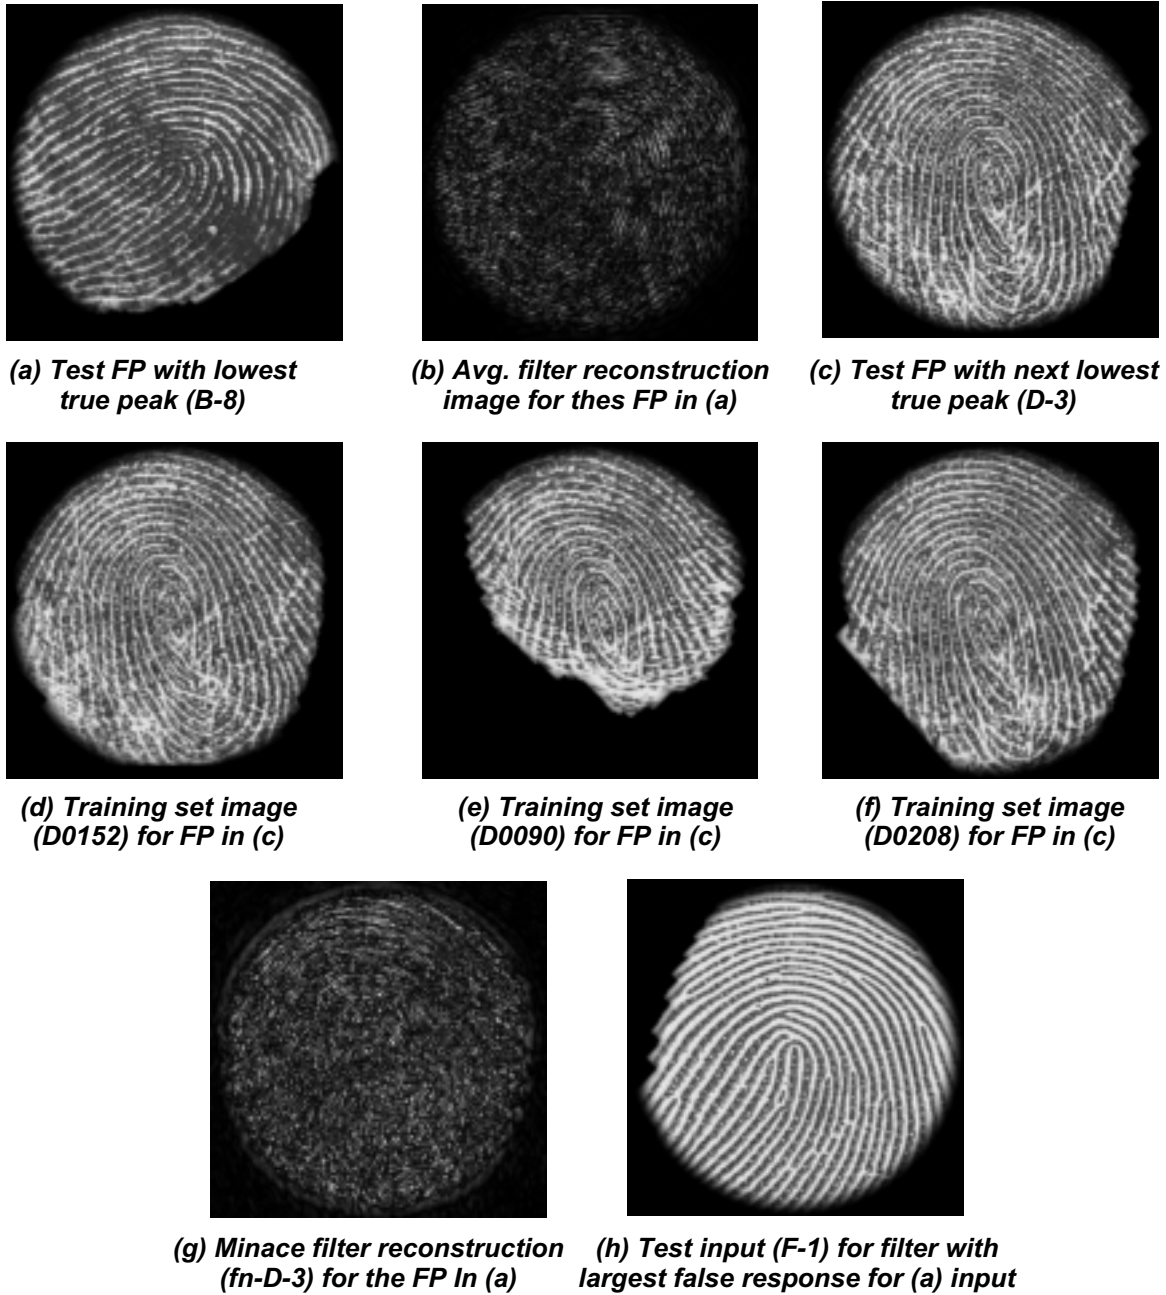 (a) Test FP with lowest
true peak (B-8)
(b) Avg. filter reconstruction
image for thes FP in (a)
(c) Test FP with next lowest
true peak (D-3)
(d) Training set image
(D0152) for FP in (c)
(e) Training set image
(D0090) for FP in (c)
(f) Training set image
(D0208) for FP in (c)
(g) Minace filter reconstruction
(fn-D-3) for the FP In (a)
(h) Test input (F-1) for filter with
largest false response for (a) input